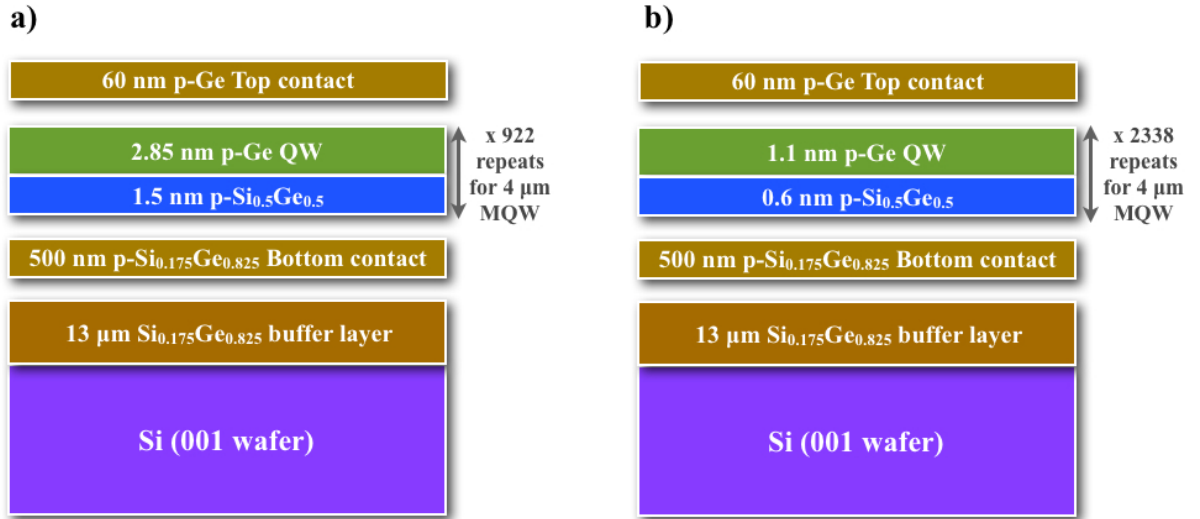 a)
60 nm p-Ge Top contact
2.85 nm p-Ge QW
1.5 nm p-Si₀.₅Ge₀.₅
x 922
repeats
for 4 μm
MQW
500 nm p-Si₀.₁₇₅Ge₀.₈₂₅ Bottom contact
13 μm Si₀.₁₇₅Ge₀.₈₂₅ buffer layer
Si (001 wafer)
b)
60 nm p-Ge Top contact
1.1 nm p-Ge QW
0.6 nm p-Si₀.₅Ge₀.₅
x 2338
repeats
for 4 μm
MQW
500 nm p-Si₀.₁₇₅Ge₀.₈₂₅ Bottom contact
13 μm Si₀.₁₇₅Ge₀.₈₂₅ buffer layer
Si (001 wafer)